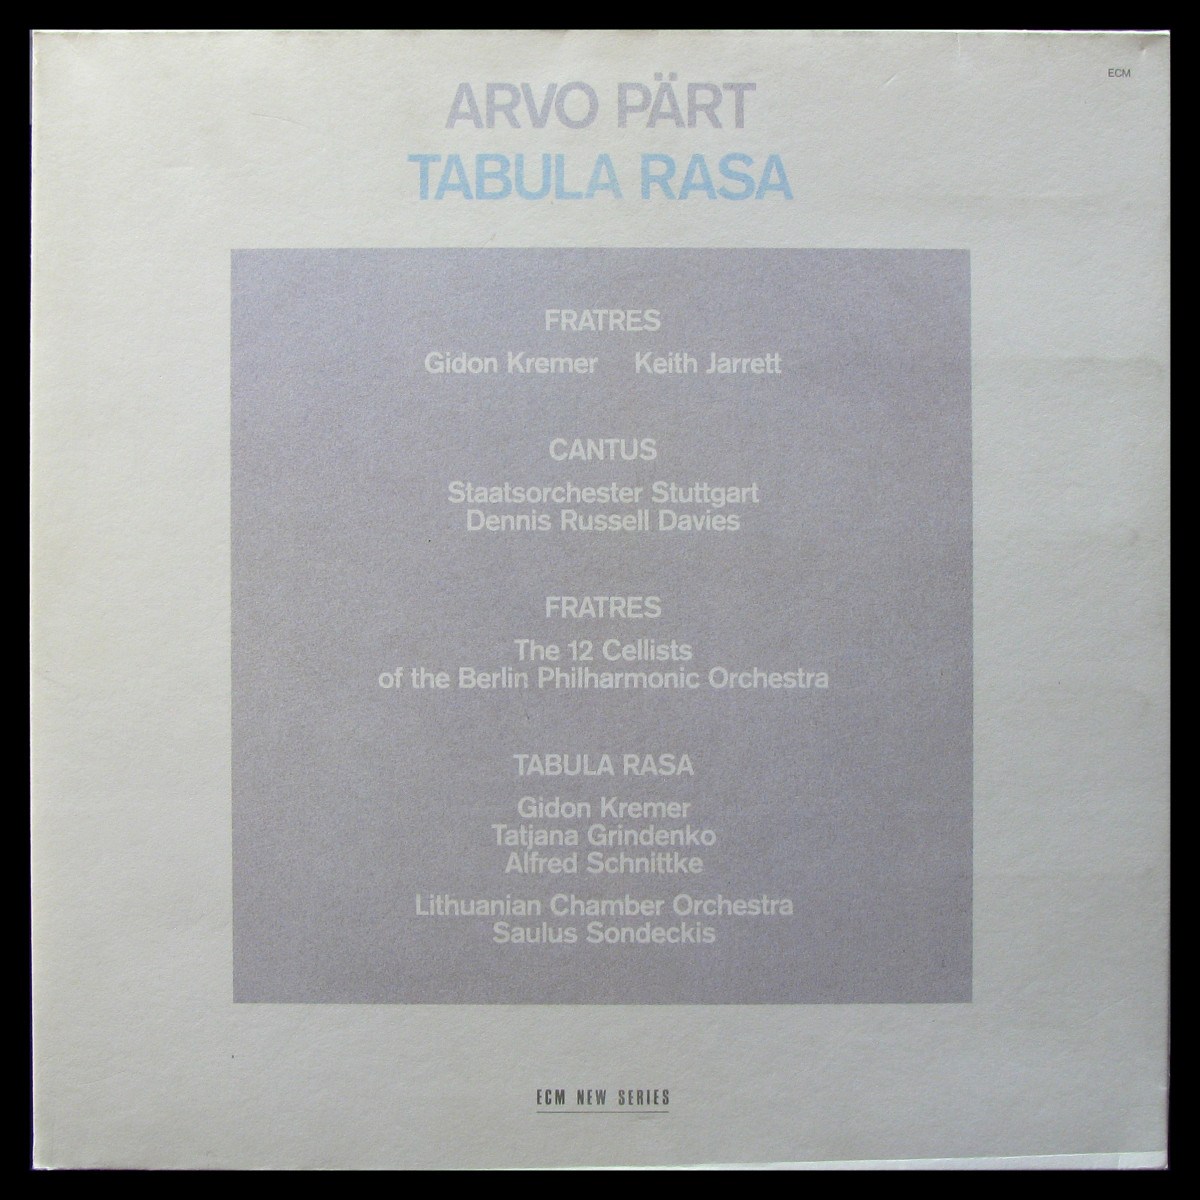 ECM
ARVO PÄRT
TABULA RASA
FRATRES
Gidon Kremer Keith Jarrett
CANTUS
Staatsorchester Stuttgart
Dennis Russell Davies
FRATRES
The 12 Cellists
of the Berlin Philharmonic Orchestra
TABULA RASA
Gidon Kremer
Tatjana Grindenko
Alfred Schnittke
Lithuanian Chamber Orchestra
Saulus Sondeckis
ECM NEW SERIES